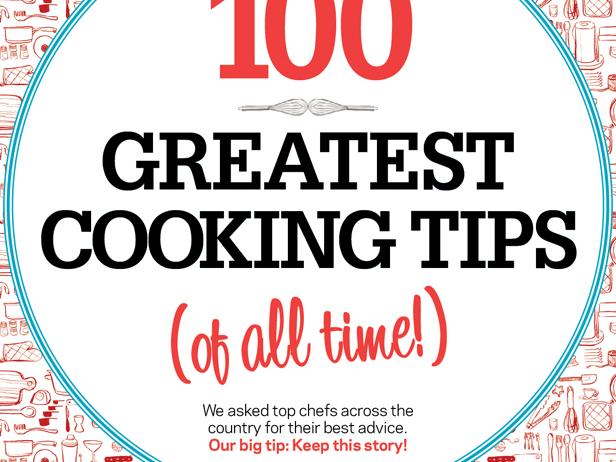 100
GREATEST
COOKING TIPS
(of all time!)
We asked top chefs across the
country for their best advice.
Our big tip: Keep this story!